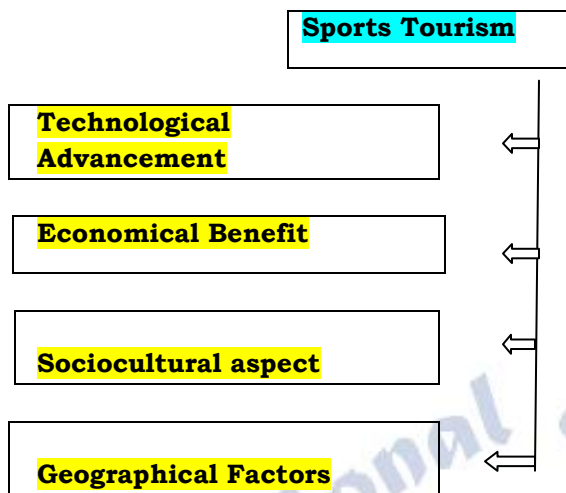 Sports Tourism
Technological
Advancement
Economical Benefit
Sociocultural aspect
Geographical Factors